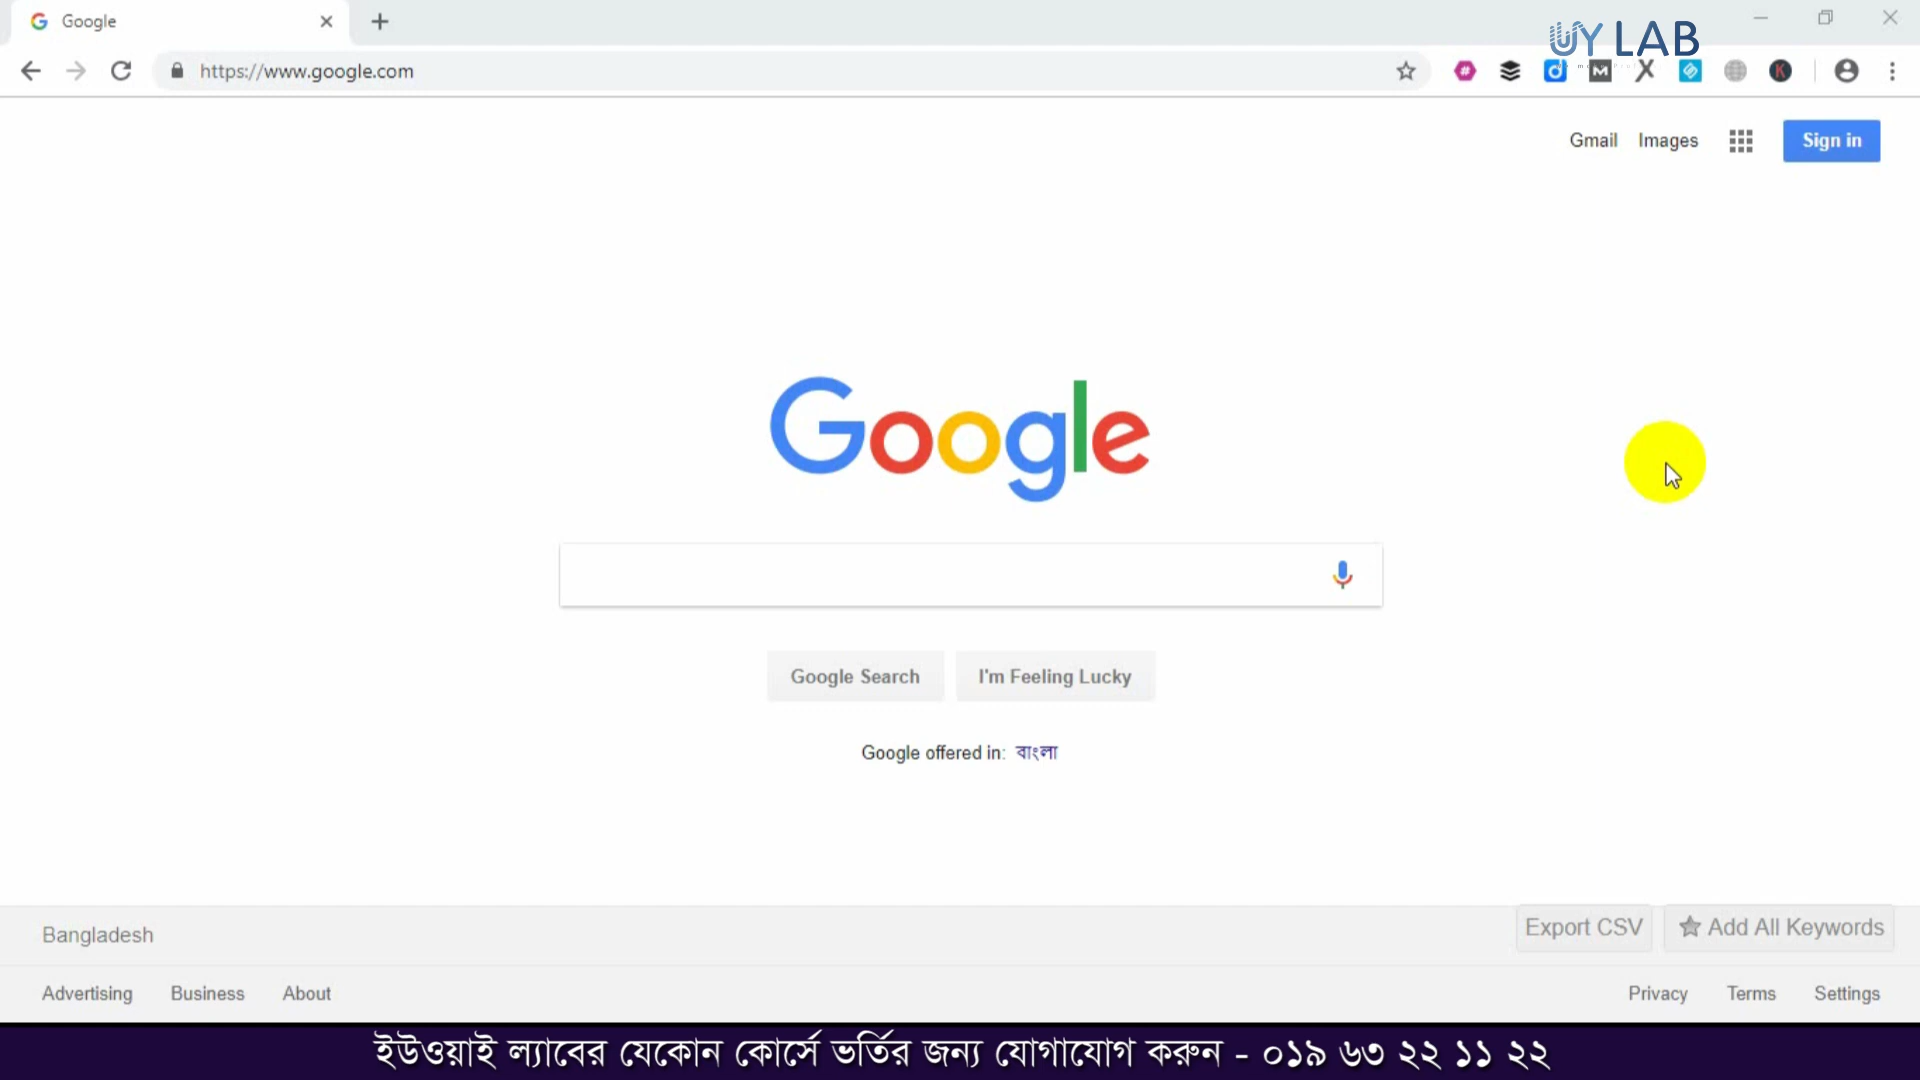 Google
UY LAB
https://www.google.com
Gmail Images Sign in
Google
Google Search I'm Feeling Lucky
Google offered in: বাংলা
Bangladesh
Export CSV Add All Keywords
Advertising Business About Privacy Terms Settings
ইউওয়াই ল্যাবের যেকোন কোর্সে ভর্তির জন্য যোগাযোগ করুন - ০১৯ ৬৩ ২২ ১১ ২২